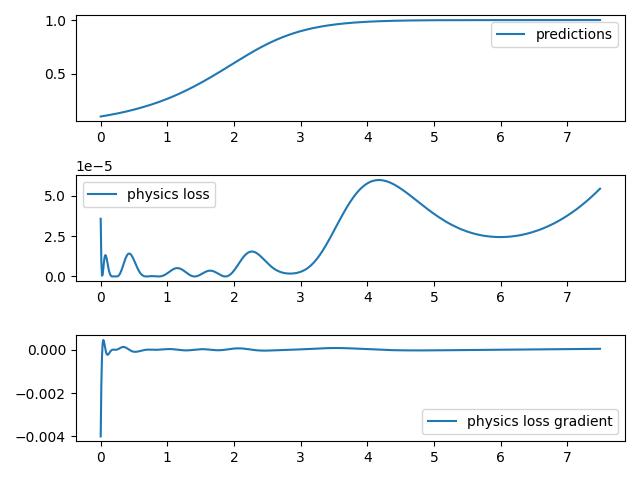 1.0
0.5
predictions
0 1 2 3 4 5 6 7
1e−5
5.0
2.5
0.0
physics loss
0 1 2 3 4 5 6 7
0.000
−0.002
−0.004
physics loss gradient
0 1 2 3 4 5 6 7